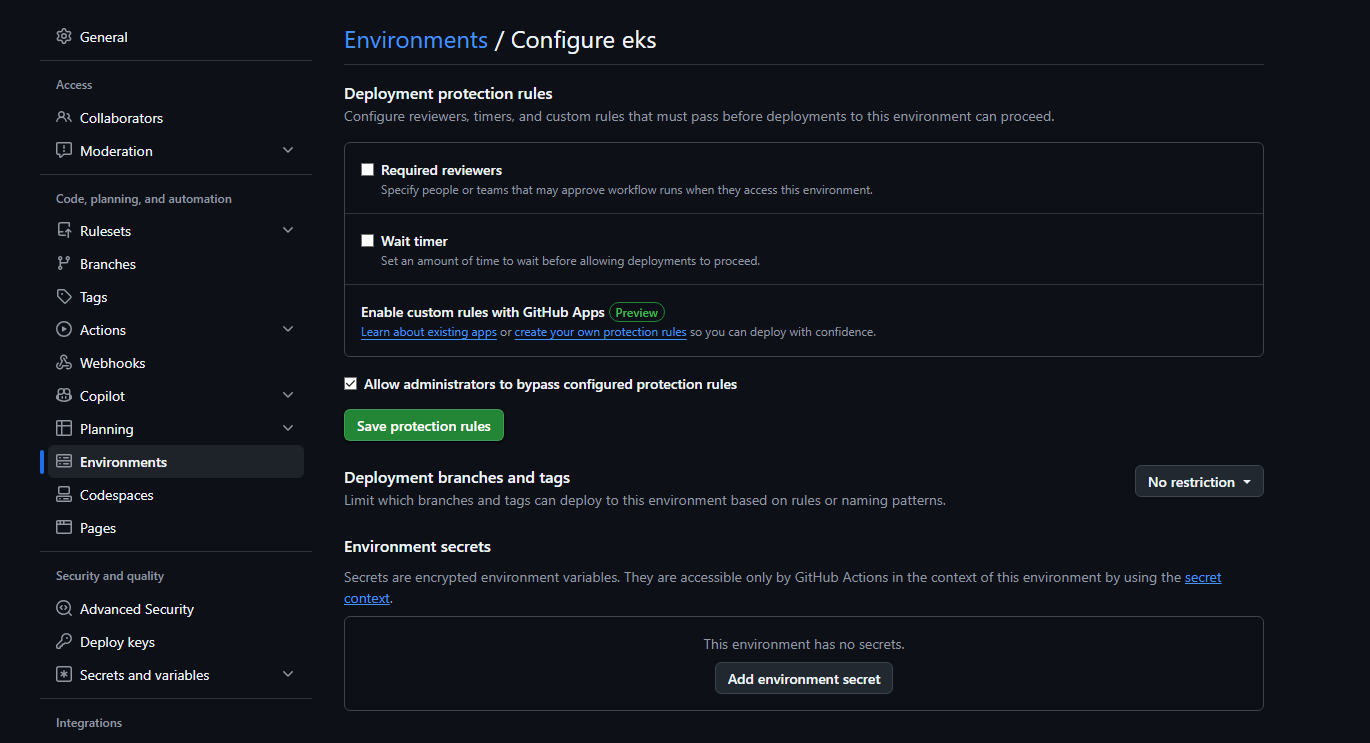 General
Access
Collaborators
Moderation
Code, planning, and automation
Rulesets
Branches
Tags
Actions
Webhooks
Copilot
Planning
Environments
Codespaces
Pages
Security and quality
Advanced Security
Deploy keys
Secrets and variables
Integrations
Environments / Configure eks
Deployment protection rules
Configure reviewers, timers, and custom rules that must pass before deployments to this environment can proceed.
Required reviewers
Specify people or teams that may approve workflow runs when they access this environment.
Wait timer
Set an amount of time to wait before allowing deployments to proceed.
Enable custom rules with GitHub Apps Preview
Learn about existing apps or create your own protection rules so you can deploy with confidence.
Allow administrators to bypass configured protection rules
Save protection rules
Deployment branches and tags
Limit which branches and tags can deploy to this environment based on rules or naming patterns.
No restriction
Environment secrets
Secrets are encrypted environment variables. They are accessible only by GitHub Actions in the context of this environment by using the secret
context.
This environment has no secrets.
Add environment secret